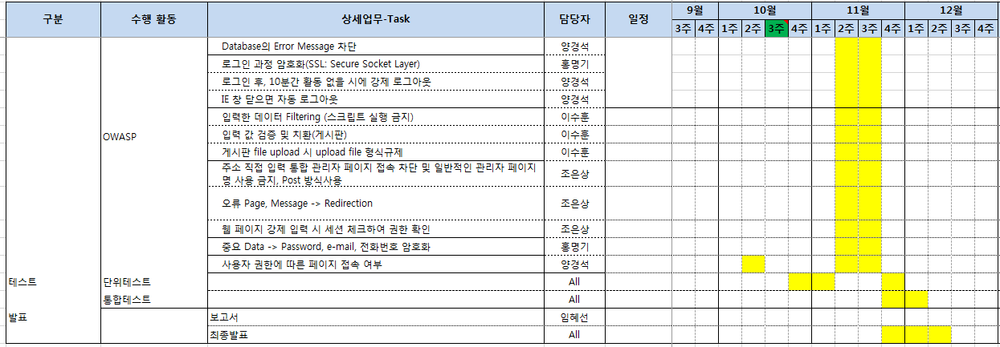 구분 수행 활동 상세업무-Task 담당자 일정 9월 10월 11월 12월
3주 4주 1주 2주 3주 4주 1주 2주 3주 4주 1주 2주 3주 4주
Database의 Error Message 차단 양경석
로그인 과정 암호화(SSL: Secure Socket Layer) 홍명기
로그인 후, 10분간 활동 없을 시에 강제 로그아웃 양경석
IE 창 닫으면 자동 로그아웃 양경석
입력한 데이터 Filtering (스크립트 실행 금지) 이수훈
OWASP 입력 값 검증 및 치환(게시판) 이수훈
게시판 file upload 시 upload file 형식규제 이수훈
주소 직접 입력 통합 관리자 페이지 접속 차단 및 일반적인 관리자 페이지
명 사용 금지, Post 방식사용 조은상
오류 Page, Message -> Redirection 조은상
웹 페이지 강제 입력 시 세션 체크하여 권한 확인 조은상
중요 Data -> Password, e-mail, 전화번호 암호화 홍명기
사용자 권한에 따른 페이지 접속 여부 양경석
테스트 단위테스트 All
통합테스트 All
발표 보고서 임혜선
최종발표 All